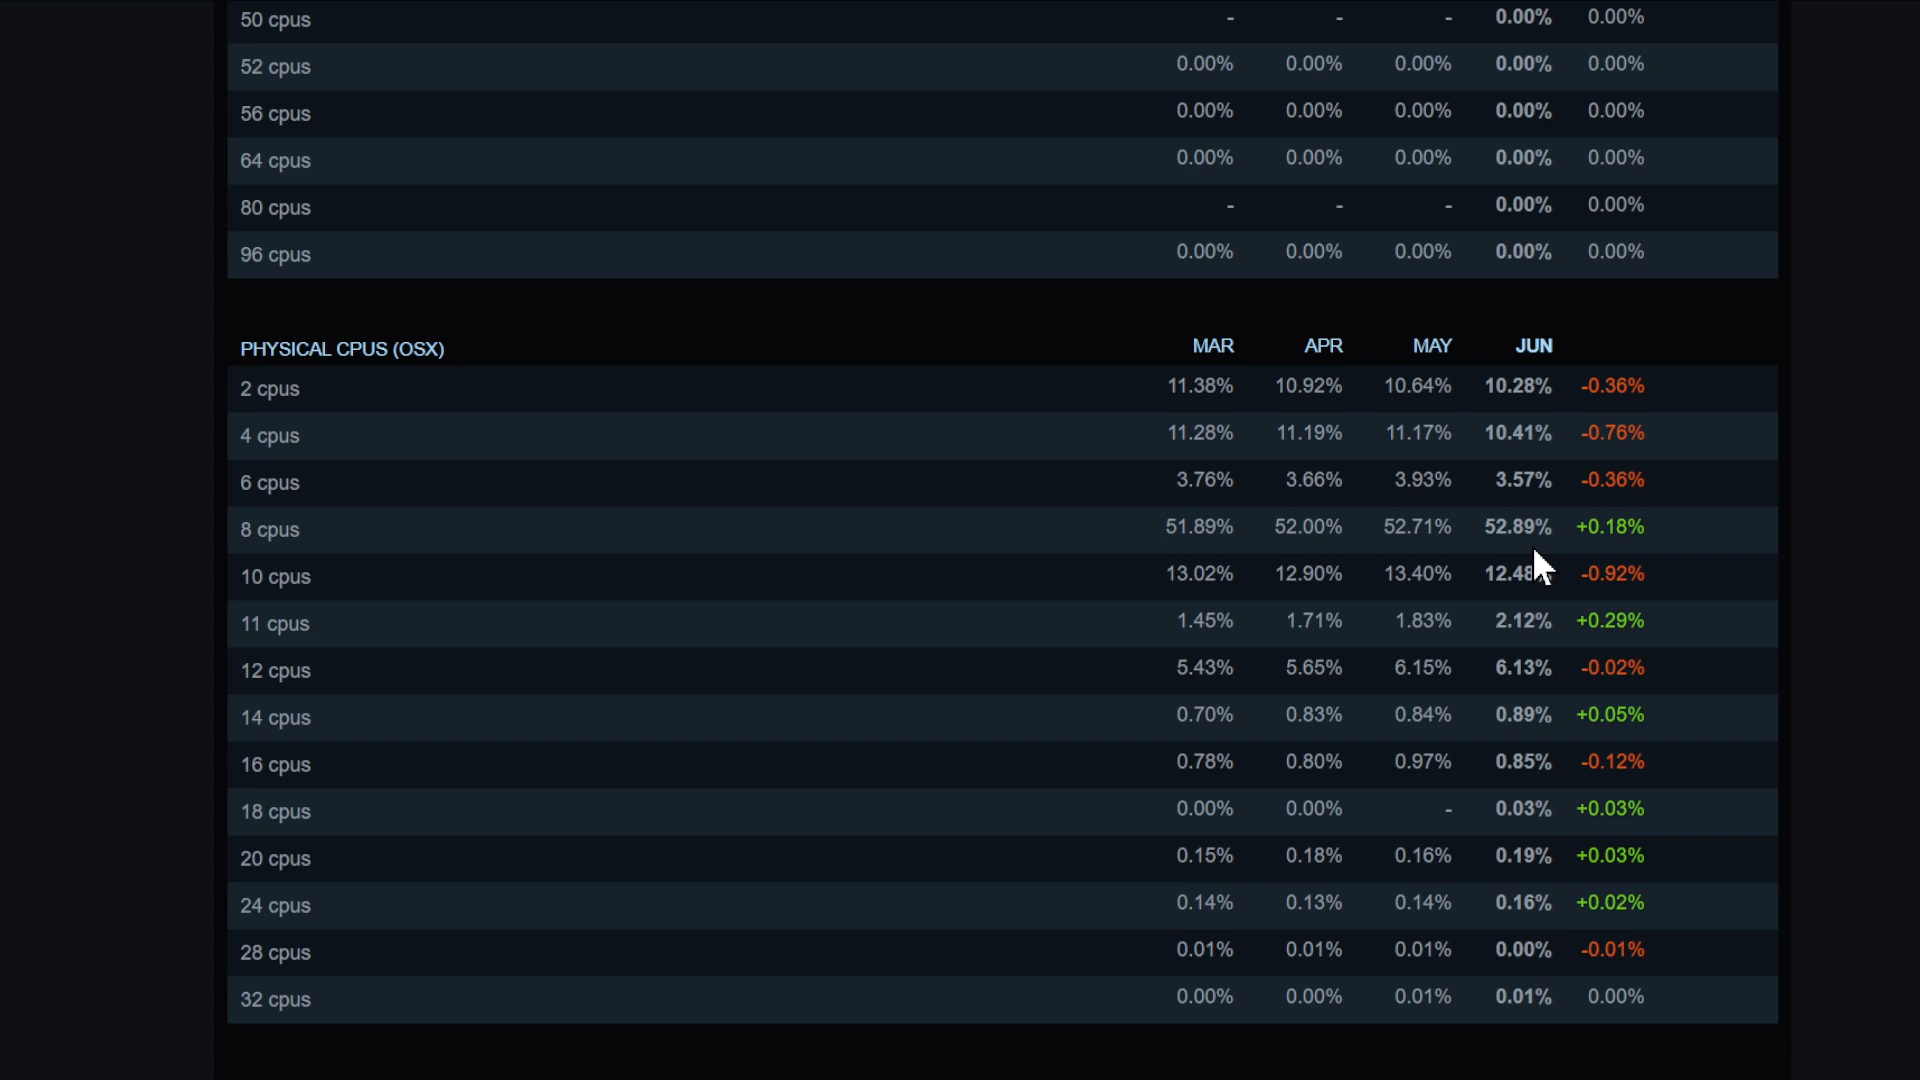 50 cpus - - - 0.00% 0.00%
52 cpus 0.00% 0.00% 0.00% 0.00% 0.00%
56 cpus 0.00% 0.00% 0.00% 0.00% 0.00%
64 cpus 0.00% 0.00% 0.00% 0.00% 0.00%
80 cpus - - - 0.00% 0.00%
96 cpus 0.00% 0.00% 0.00% 0.00% 0.00%
PHYSICAL CPUS (OSX) MAR APR MAY JUN
2 cpus 11.38% 10.92% 10.64% 10.28% -0.36%
4 cpus 11.28% 11.19% 11.17% 10.41% -0.76%
6 cpus 3.76% 3.66% 3.93% 3.57% -0.36%
8 cpus 51.89% 52.00% 52.71% 52.89% +0.18%
10 cpus 13.02% 12.90% 13.40% 12.48 -0.92%
11 cpus 1.45% 1.71% 1.83% 2.12% +0.29%
12 cpus 5.43% 5.65% 6.15% 6.13% -0.02%
14 cpus 0.70% 0.83% 0.84% 0.89% +0.05%
16 cpus 0.78% 0.80% 0.97% 0.85% -0.12%
18 cpus 0.00% 0.00% - 0.03% +0.03%
20 cpus 0.15% 0.18% 0.16% 0.19% +0.03%
24 cpus 0.14% 0.13% 0.14% 0.16% +0.02%
28 cpus 0.01% 0.01% 0.01% 0.00% -0.01%
32 cpus 0.00% 0.00% 0.01% 0.01% 0.00%